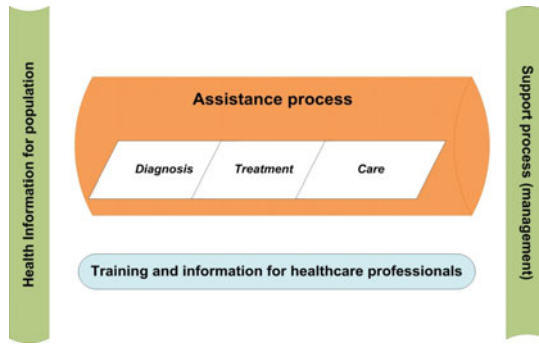 Health Information for population
Assistance process
Diagnosis
Treatment
Care
Training and information for healthcare professionals
Support process (management)